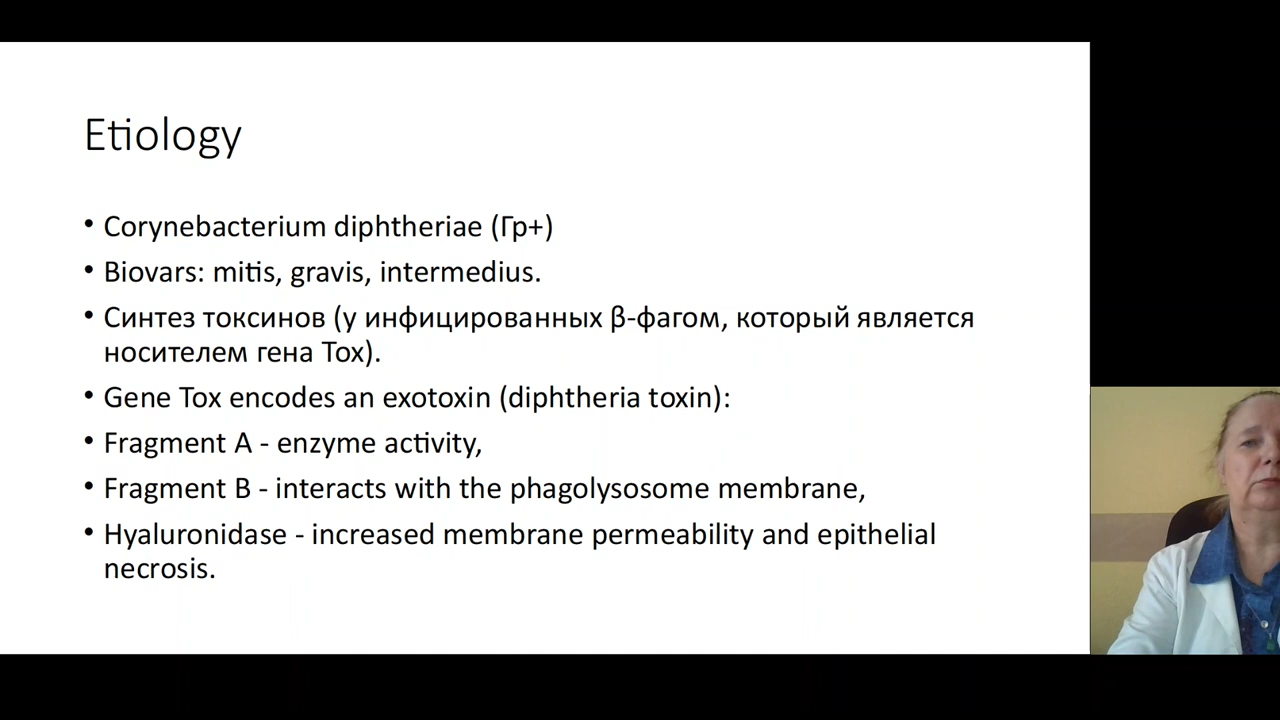 Etiology
• Corynebacterium diphtheriae (Гр+)
• Biovars: mitis, gravis, intermedius.
• Синтез токсинов (у инфицированных β-фагом, который является
носителем гена Tox).
• Gene Tox encodes an exotoxin (diphtheria toxin):
• Fragment A - enzyme activity,
• Fragment B - interacts with the phagolysosome membrane,
• Hyaluronidase - increased membrane permeability and epithelial
necrosis.